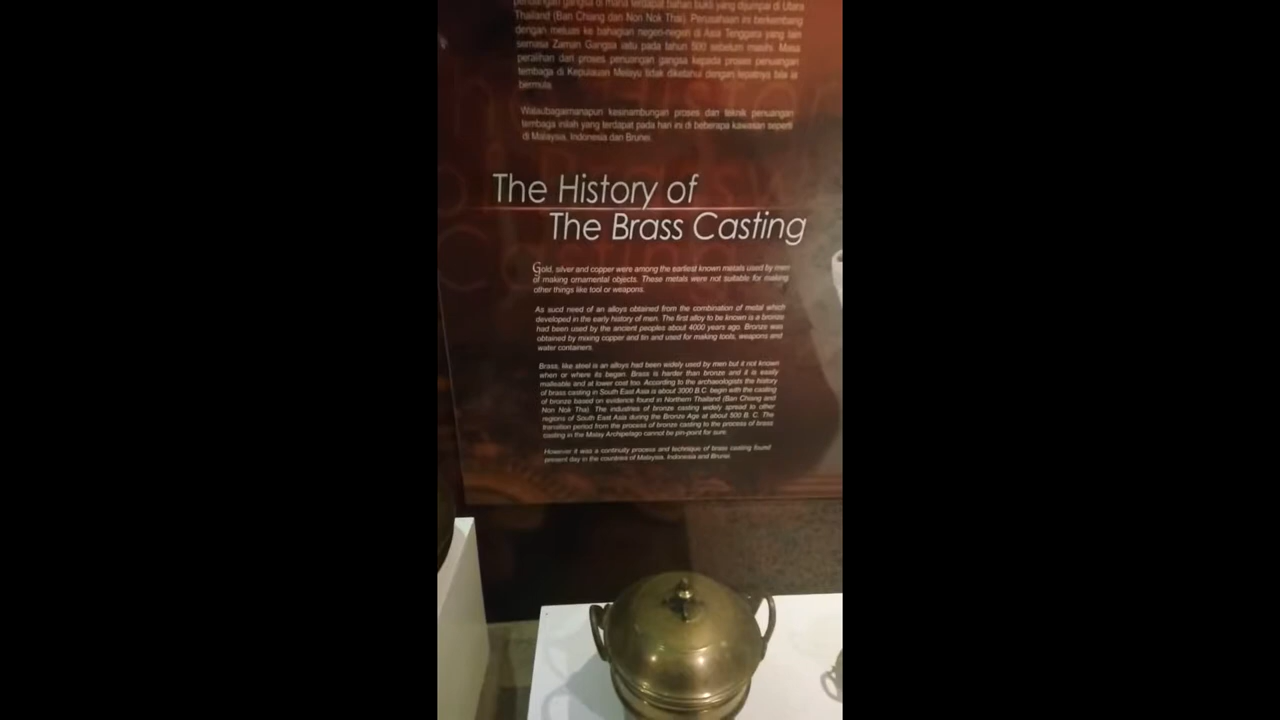 penuangan gangsa di mana terdapat bahan bukti yang dijumpai di Utara
Thailand (Ban Chiang dan Non Nok Thai). Perusahaan ini berkembang
dengan meluas ke bahagian negeri-negeri di Asia Tenggara yang lain
semasa Zaman Gangsa iaitu pada tahun 500 sebelum masihi. Masa
peralihan dari proses penuangan gangsa kepada proses penuangan
tembaga di Kepulauan Melayu tidak diketahui dengan tepatnya bila ia
bermula.
Walaubagaimanapun kesinambungan proses dan teknik penuangan
tembaga inilah yang terdapat pada hari ini di beberapa kawasan seperti
di Malaysia, Indonesia dan Brunei.
The History of
The Brass Casting
Gold, silver and copper were among the earliest known metals used by men
of making ornamental objects. These metals were not suitable for making
other things like tool or weapons.
As sucd need of an alloys obtained from the combination of metal which
developed in the early history of men. The first alloy to be known is a bronze
had been used by the ancient peoples about 4000 years ago. Bronze was
obtained by mixing copper and tin and used for making tools, weapons and
water containers.
Brass, like steel is an alloys had been widely used by men but it not known
when or where its began. Brass is harder than bronze and it is easily
malleable and at lower cost too. According to the archaeologists the history
of brass casting in South East Asia is about 3000 B.C. begin with the casting
of bronze based on evidence found in Northern Thailand (Ban Chiang and
Non Nok Tha). The industries of bronze casting widely spread to other
regions of South East Asia during the Bronze Age at about 500 B. C. The
transition period from the process of bronze casting to the process of brass
casting in the Malay Archipelago cannot be pin-point for sure.
However it was a continuity process and technique of brass casting found
present day in the countries of Malaysia, Indonesia and Brunei.